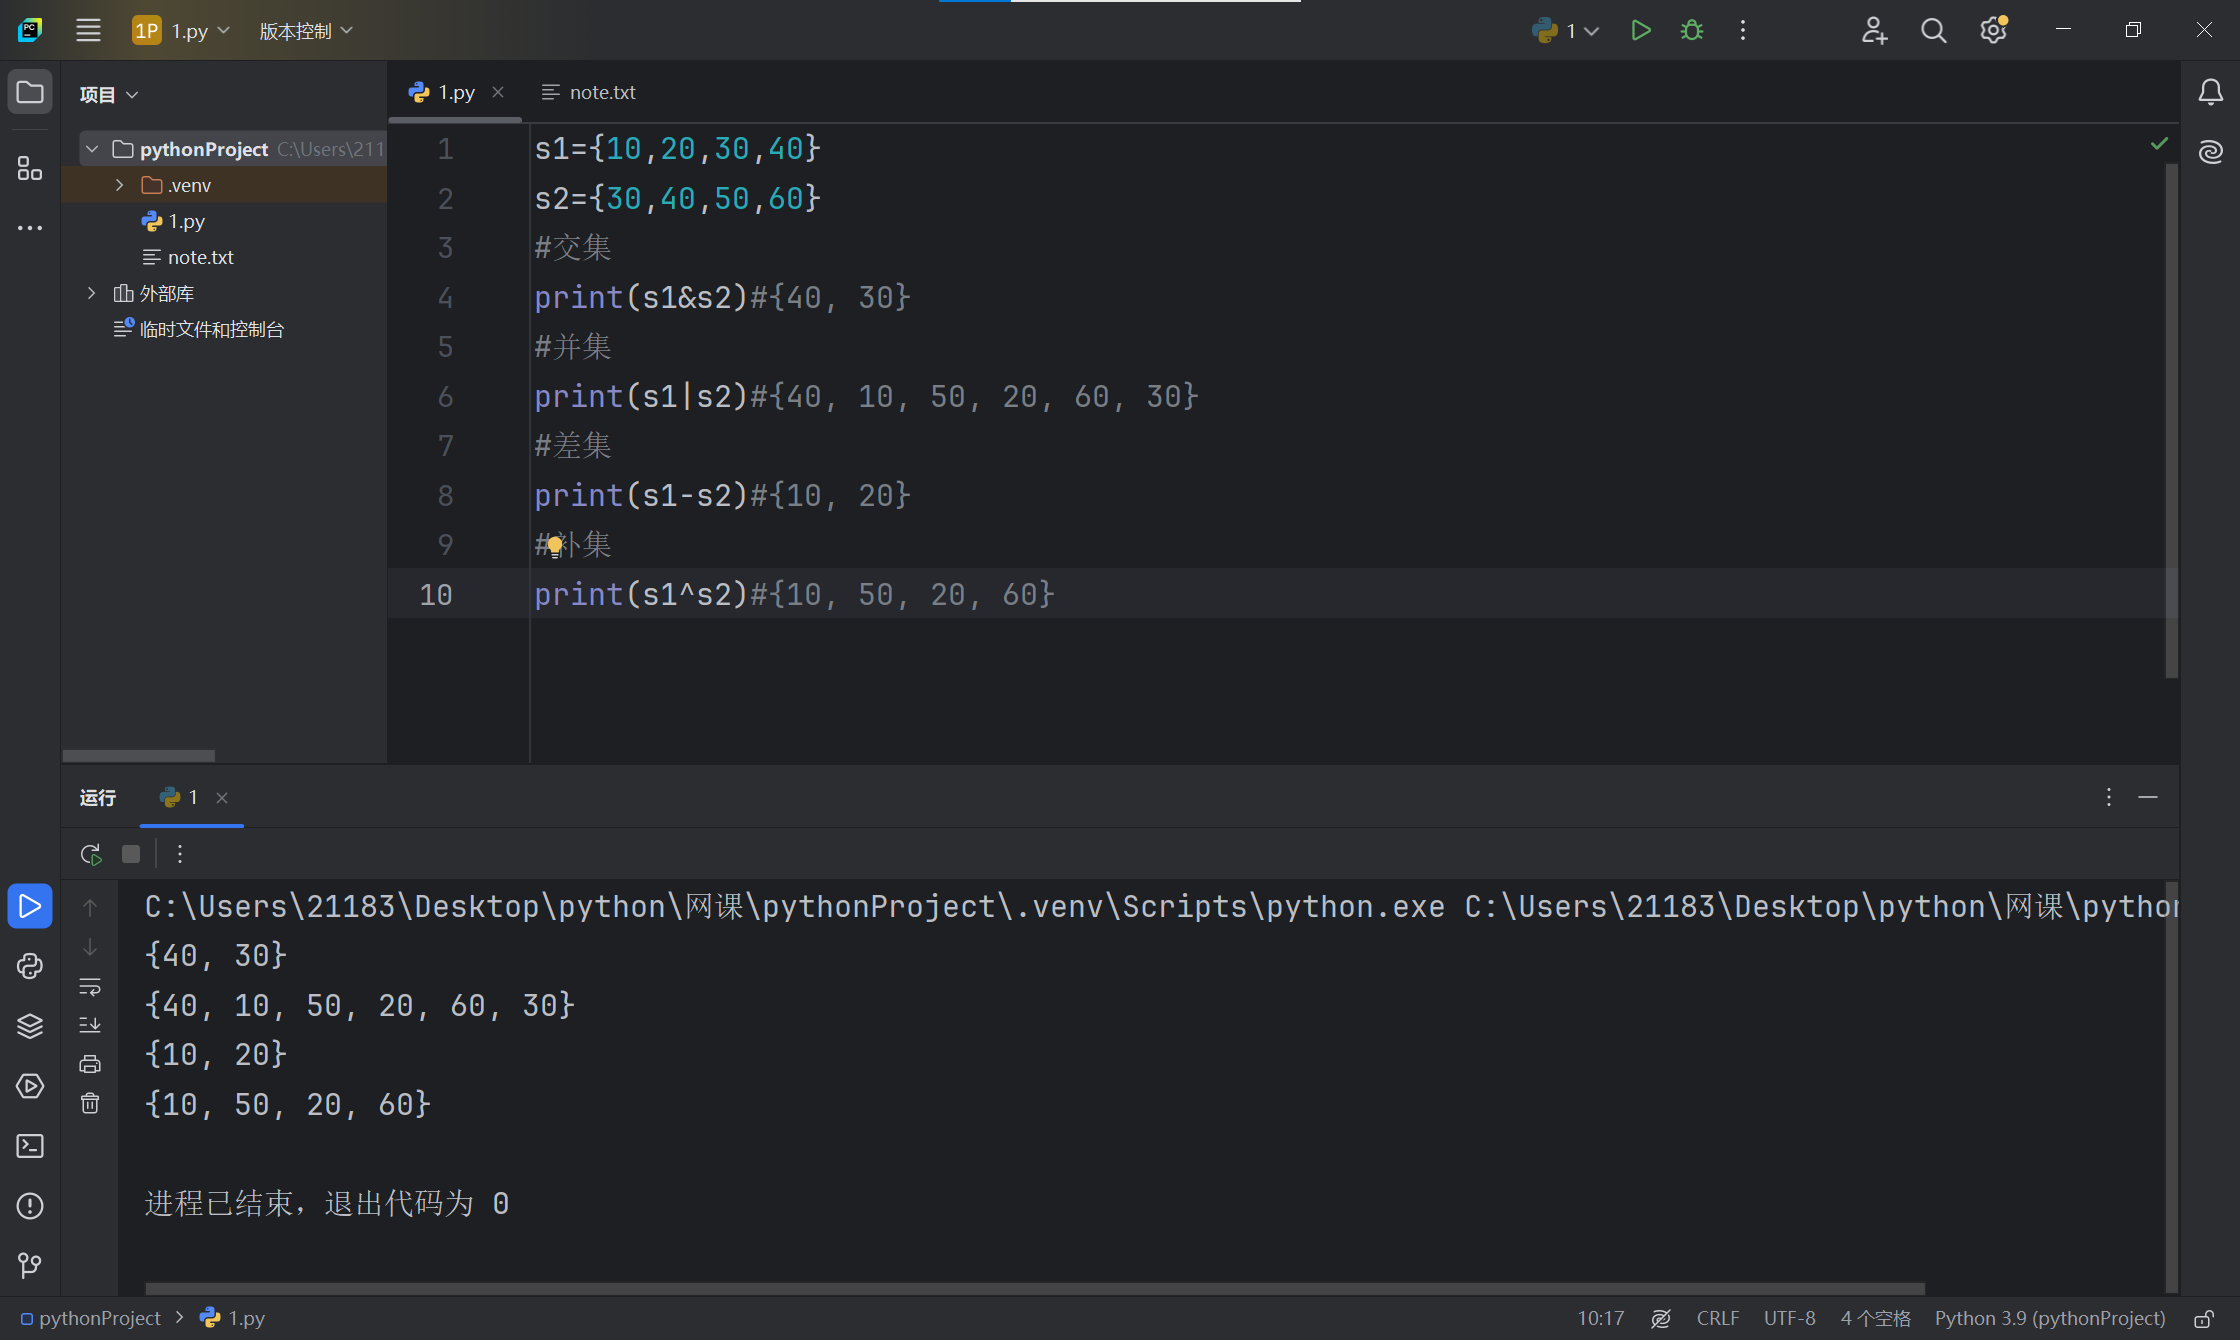 1P 1.py 版本控制 1
项目
pythonProject C:\Users\211
.venv
1.py
note.txt
外部库
临时文件和控制台
1.py note.txt
1 s1={10,20,30,40}
2 s2={30,40,50,60}
3 #交集
4 print(s1&s2)#{40, 30}
5 #并集
6 print(s1|s2)#{40, 10, 50, 20, 60, 30}
7 #差集
8 print(s1-s2)#{10, 20}
9 #补集
10 print(s1^s2)#{10, 50, 20, 60}
运行 1
C:\Users\21183\Desktop\python\网课\pythonProject\.venv\Scripts\python.exe C:\Users\21183\Desktop\python\网课\python
{40, 30}
{40, 10, 50, 20, 60, 30}
{10, 20}
{10, 50, 20, 60}
进程已结束，退出代码为 0
pythonProject 1.py 10:17 CRLF UTF-8 4 个空格 Python 3.9 (pythonProject)